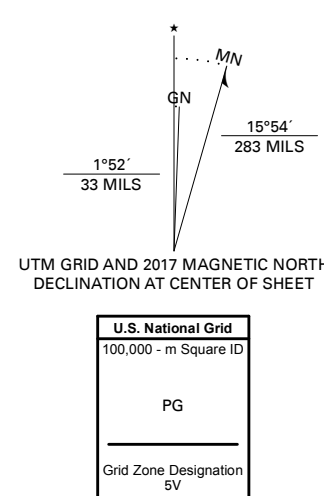 ★
MN
GN
15°54´
283 MILS
1°52´
33 MILS
UTM GRID AND 2017 MAGNETIC NORTH
DECLINATION AT CENTER OF SHEET
U.S. National Grid
100,000 - m Square ID
PG
Grid Zone Designation
5V